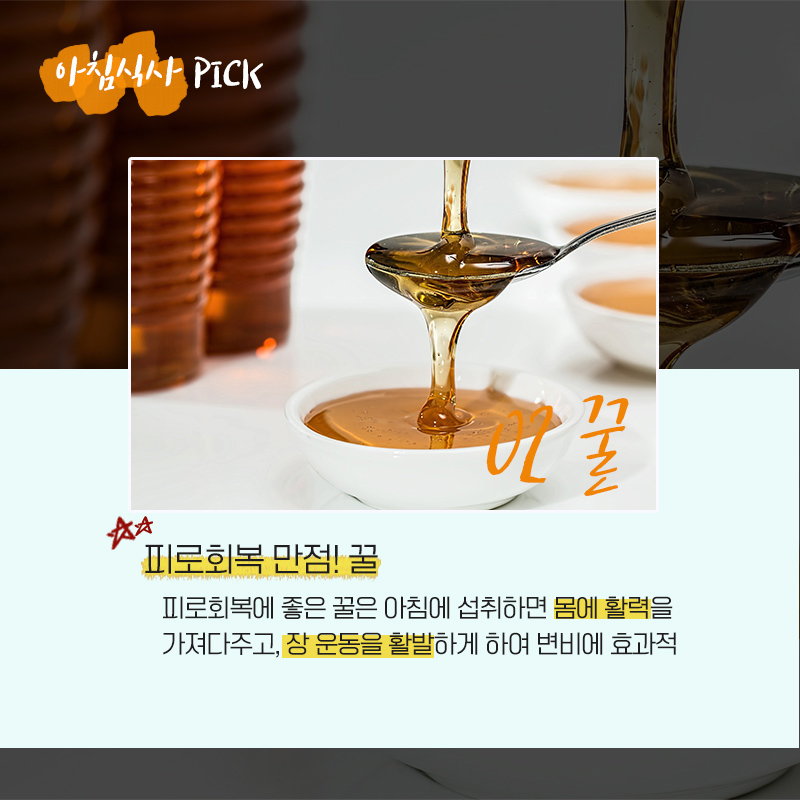 아침식사 PICK
02 꿀
피로회복 만점! 꿀
피로회복에 좋은 꿀은 아침에 섭취하면 몸에 활력을
가져다주고, 장 운동을 활발하게 하여 변비에 효과적